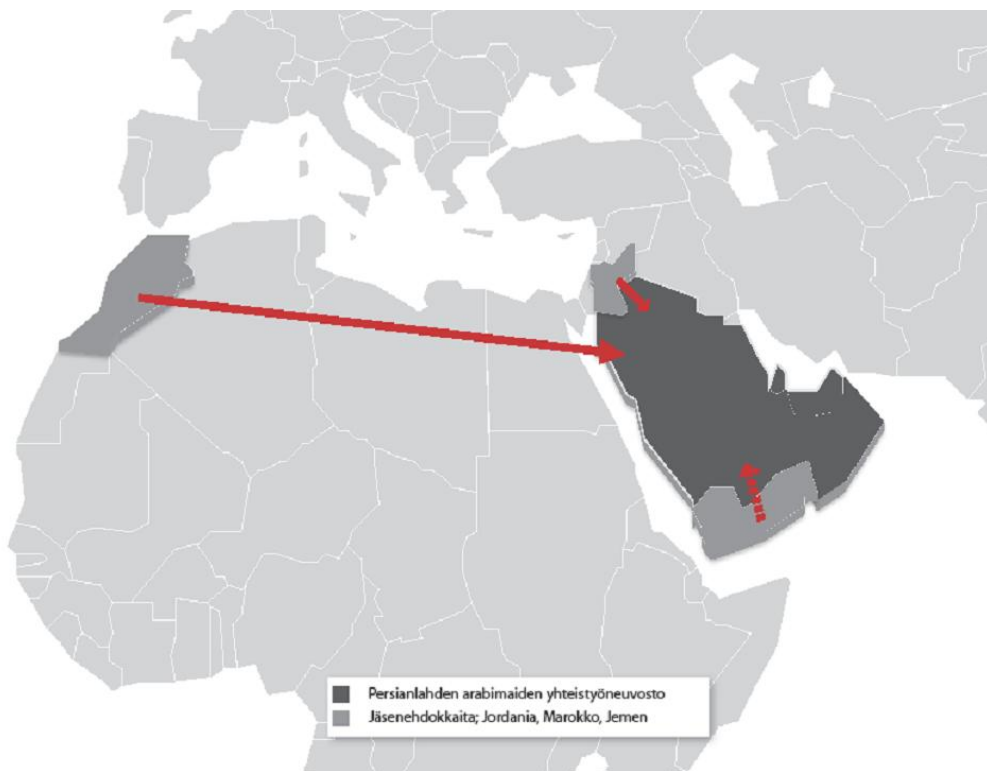 Persianlahden arabimaiden yhteistyöneuvosto
Jäsenehdokkaita; Jordania, Marokko, Jemen